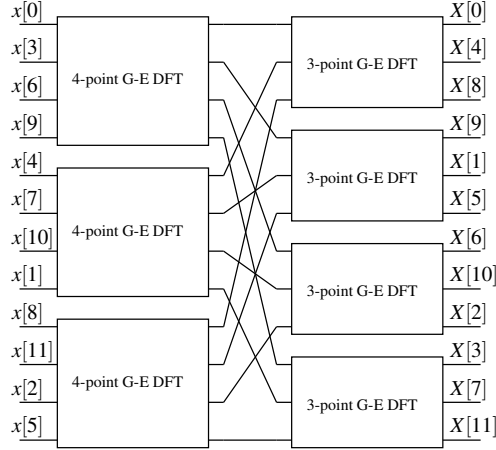 x[0]
x[3]
x[6]
x[9]
x[4]
x[7]
x[10]
x[1]
x[8]
x[11]
x[2]
x[5]
4-point G-E DFT
4-point G-E DFT
4-point G-E DFT
3-point G-E DFT
3-point G-E DFT
3-point G-E DFT
3-point G-E DFT
X[0]
X[4]
X[8]
X[9]
X[1]
X[5]
X[6]
X[10]
X[2]
X[3]
X[7]
X[11]